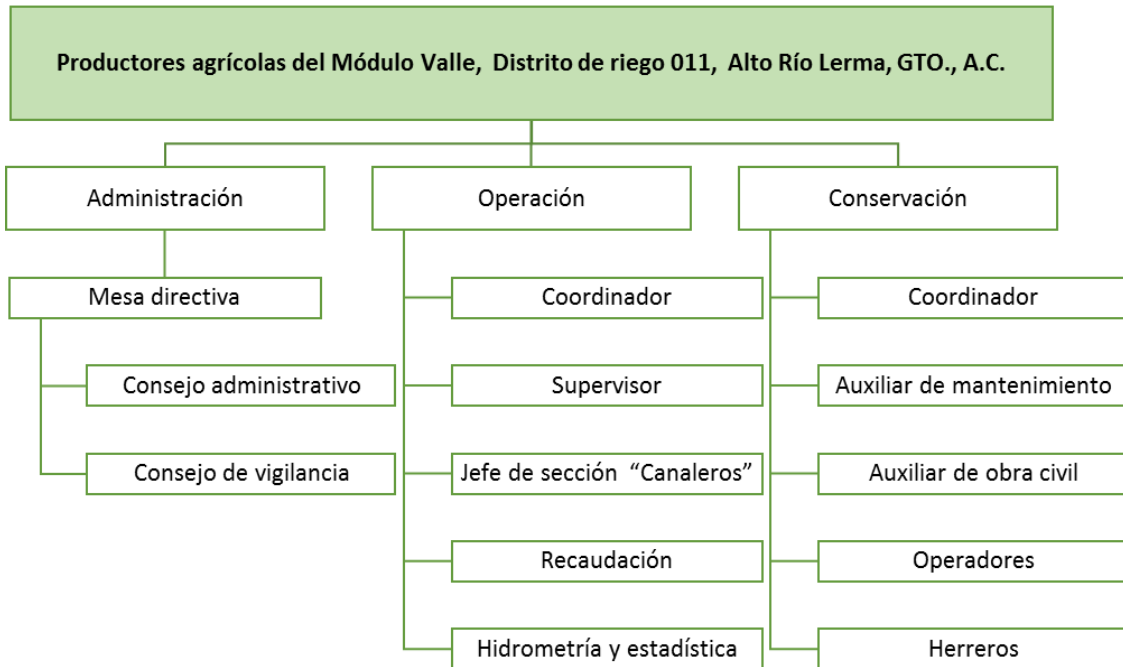 Productores agrícolas del Módulo Valle, Distrito de riego 011, Alto Río Lerma, GTO., A.C.
Administración
Mesa directiva
Consejo administrativo
Consejo de vigilancia
Operación
Coordinador
Supervisor
Jefe de sección “Canaleros”
Recaudación
Hidrometría y estadística
Conservación
Coordinador
Auxiliar de mantenimiento
Auxiliar de obra civil
Operadores
Herreros